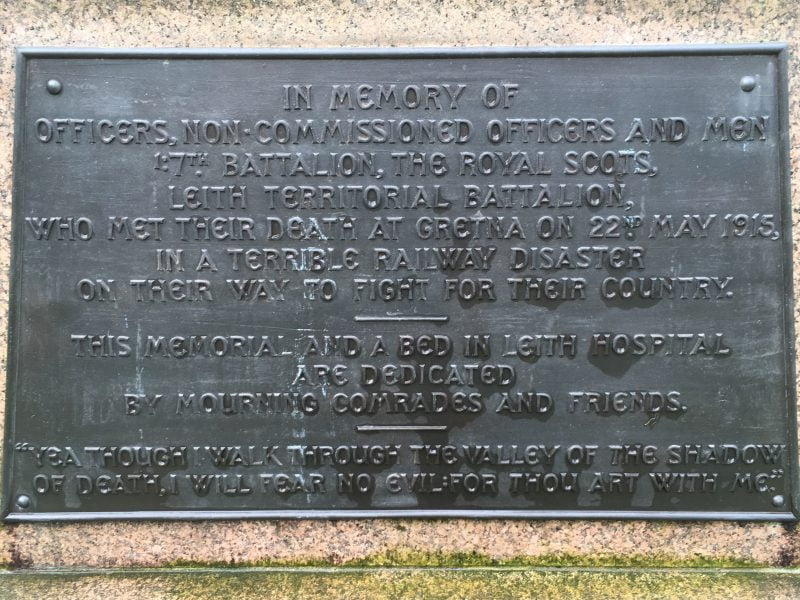 IN MEMORY OF
OFFICERS, NON-COMMISSIONED OFFICERS AND MEN
1:7TH BATTALION, THE ROYAL SCOTS,
LEITH TERRITORIAL BATTALION,
WHO MET THEIR DEATH AT GRETNA ON 22ND MAY 1915,
IN A TERRIBLE RAILWAY DISASTER
ON THEIR WAY TO FIGHT FOR THEIR COUNTRY.
THIS MEMORIAL AND A BED IN LEITH HOSPITAL
ARE DEDICATED
BY MOURNING COMRADES AND FRIENDS.
"YEA THOUGH I WALK THROUGH THE VALLEY OF THE SHADOW
OF DEATH, I WILL FEAR NO EVIL: FOR THOU ART WITH ME."